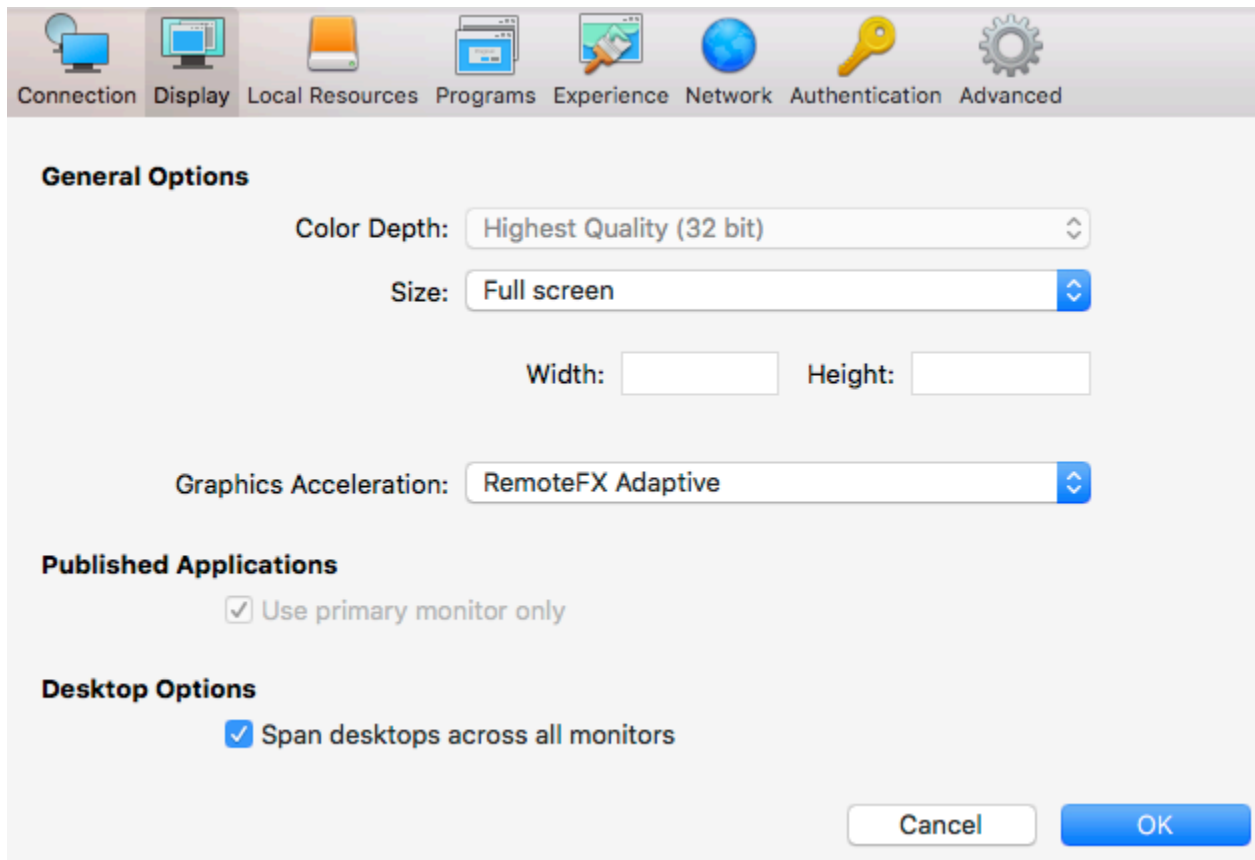 Connection Display Local Resources Programs Experience Network Authentication Advanced
General Options
Color Depth: Highest Quality (32 bit)
Size: Full screen
Width: Height:
Graphics Acceleration: RemoteFX Adaptive
Published Applications
Use primary monitor only
Desktop Options
Span desktops across all monitors
Cancel OK